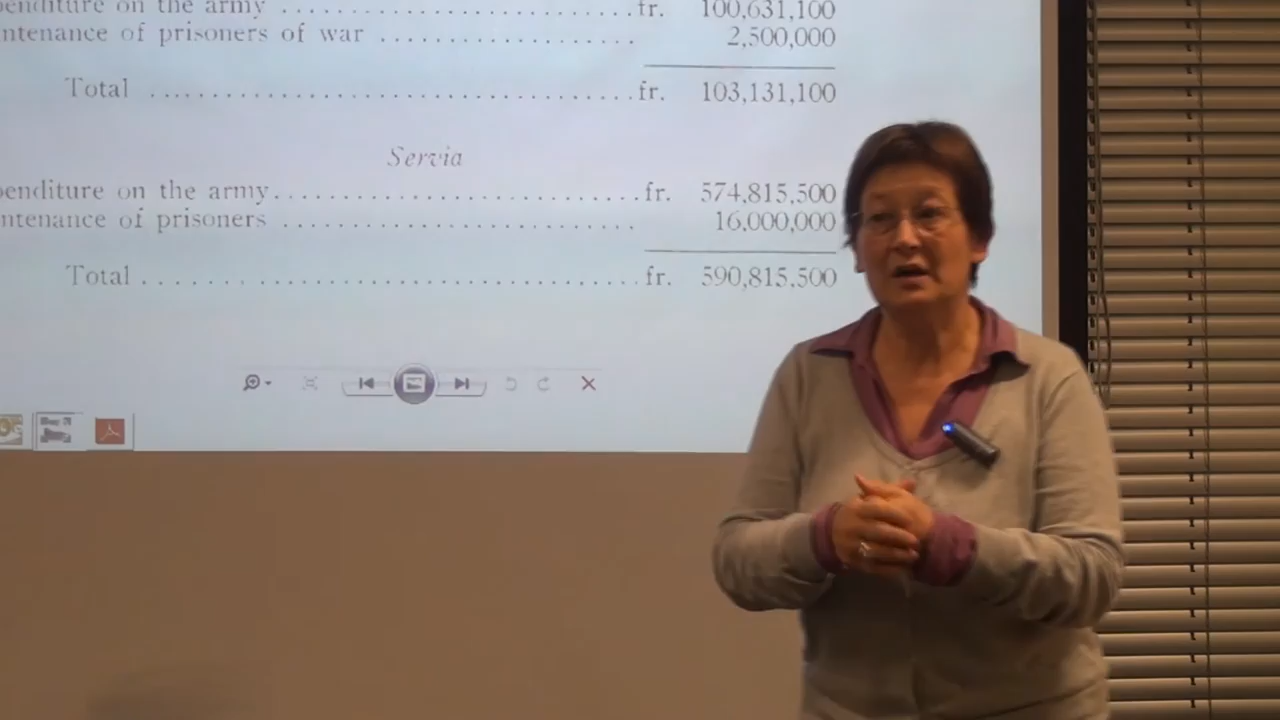 penditure on the army ........................................ fr. 100,631,100
ntenance of prisoners of war .................... 2,500,000
Total ................................................ fr. 103,131,100
Servia
penditure on the army ................................. fr. 574,815,500
ntenance of prisoners ............................. 16,000,000
Total ................................................ fr. 590,815,500